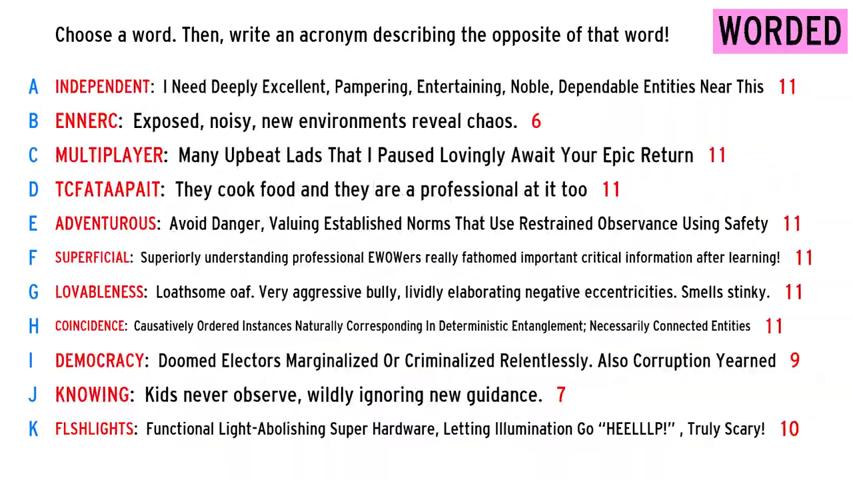 Choose a word. Then, write an acronym describing the opposite of that word!
WORDED
A INDEPENDENT: I Need Deeply Excellent, Pampering, Entertaining, Noble, Dependable Entities Near This 11
B ENNERC: Exposed, noisy, new environments reveal chaos. 6
C MULTIPLAYER: Many Upbeat Lads That I Paused Lovingly Await Your Epic Return 11
D TCFATAAPAIT: They cook food and they are a professional at it too 11
E ADVENTUROUS: Avoid Danger, Valuing Established Norms That Use Restrained Observance Using Safety 11
F SUPERFICIAL: Superiorly understanding professional EWOWers really fathomed important critical information after learning! 11
G LOVABLENESS: Loathsome oaf. Very aggressive bully, lividly elaborating negative eccentricities. Smells stinky. 11
H COINCIDENCE: Causatively Ordered Instances Naturally Corresponding In Deterministic Entanglement; Necessarily Connected Entities 11
I DEMOCRACY: Doomed Electors Marginalized Or Criminalized Relentlessly. Also Corruption Yearned 9
J KNOWING: Kids never observe, wildly ignoring new guidance. 7
K FLSHLIGHTS: Functional Light-Abolishing Super Hardware, Letting Illumination Go “HEELLLP!” , Truly Scary! 10